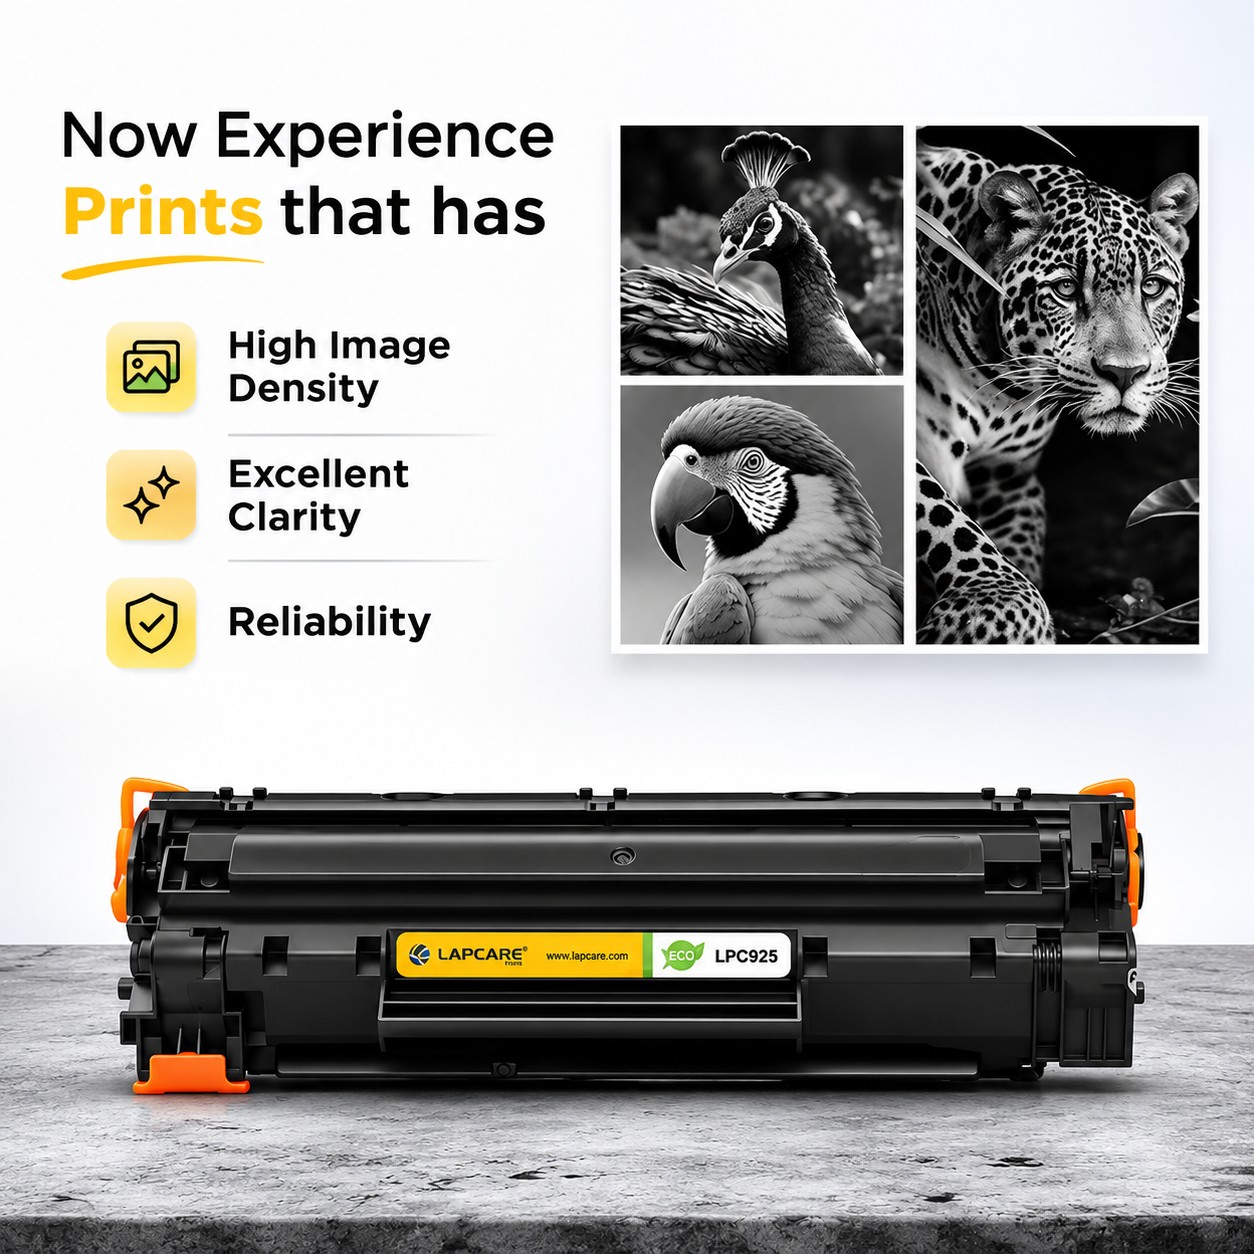 Now Experience
Prints that has
High Image
Density
Excellent
Clarity
Reliability
LAPCARE® www.lapcare.com ECO LPC925